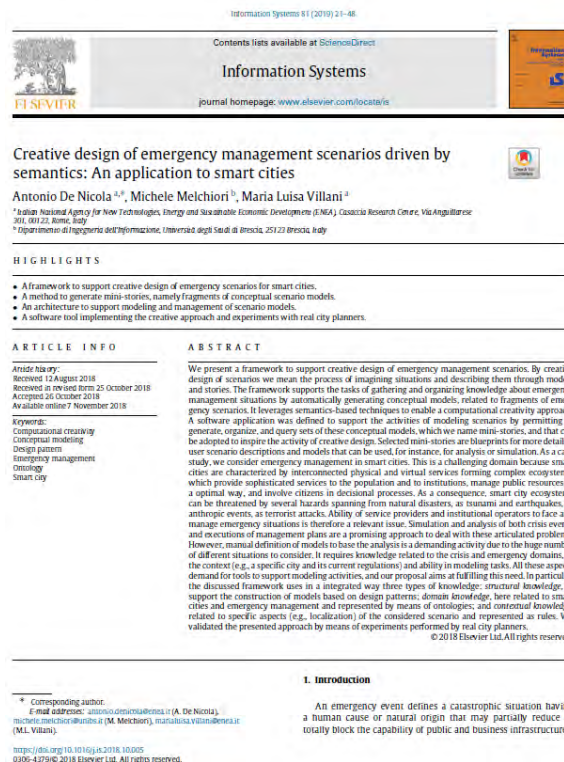 Information Systems 81 (2019) 21–48
Contents lists available at ScienceDirect
Information Systems
journal homepage: www.elsevier.com/locate/is
ELSEVIER
Creative design of emergency management scenarios driven by
semantics: An application to smart cities
Check for
updates
Antonio De Nicola a,*, Michele Melchiori b, Maria Luisa Villani a
a Italian National Agency for New Technologies, Energy and Sustainable Economic Development (ENEA), Casaccia Research Centre, Via Anguillarese
301, 00123, Rome, Italy
b Dipartimento di Ingegneria dell'Informazione, Università degli Studi di Brescia, 25123 Brescia, Italy
HIGHLIGHTS
• A framework to support creative design of emergency scenarios for smart cities.
• A method to generate mini-stories, namely fragments of conceptual scenario models.
• An architecture to support modeling and management of scenario models.
• A software tool implementing the creative approach and experiments with real city planners.
ARTICLE INFO
Article history:
Received 12 August 2018
Received in revised form 25 October 2018
Accepted 26 October 2018
Available online 7 November 2018
Keywords:
Computational creativity
Conceptual modeling
Design pattern
Emergency management
Ontology
Smart city
ABSTRACT
We present a framework to support creative design of emergency management scenarios. By creati
design of scenarios we mean the process of imagining situations and describing them through mode
and stories. The framework supports the tasks of gathering and organizing knowledge about emergen
management situations by automatically generating conceptual models, related to fragments of eme
gency scenarios. It leverages semantics-based techniques to enable a computational creativity approac
A software application was defined to support the activities of modeling scenarios by permitting
generate, organize, and query sets of these conceptual models, which we name mini-stories, and that c
be adopted to inspire the activity of creative design. Selected mini-stories are blueprints for more detail
user scenario descriptions and models that can be used, for instance, for analysis or simulation. As a ca
study, we consider emergency management in smart cities. This is a challenging domain because sma
cities are characterized by interconnected physical and virtual services forming complex ecosystem
which provide sophisticated services to the population and to institutions, manage public resources
a optimal way, and involve citizens in decisional processes. As a consequence, smart city ecosystem
can be threatened by several hazards spanning from natural disasters, as tsunami and earthquakes,
anthropic events, as terrorist attacks. Ability of service providers and institutional operators to face a
manage emergency situations is therefore a relevant issue. Simulation and analysis of both crisis even
and executions of management plans are a promising approach to deal with these articulated problem
However, manual definition of models to base the analysis is a demanding activity due to the huge numb
of different situations to consider. It requires knowledge related to the crisis and emergency domains,
the context (e.g., a specific city and its current regulations) and ability in modeling tasks. All these aspec
demand for tools to support modeling activities, and our proposal aims at fulfilling this need. In particul
the discussed framework uses in a integrated way three types of knowledge: structural knowledge,
support the construction of models based on design patterns; domain knowledge, here related to sma
cities and emergency management and represented by means of ontologies; and contextual knowled
related to specific aspects (e.g., localization) of the considered scenario and represented as rules. W
validated the presented approach by means of experiments performed by real city planners.
© 2018 Elsevier Ltd. All rights reserve
* Corresponding author.
E-mail addresses: antonio.denicola@enea.it (A. De Nicola),
michele.melchiori@unibs.it (M. Melchiori), marialuisa.villani@enea.it
(M.L. Villani).
https://doi.org/10.1016/j.is.2018.10.005
0306-4379/© 2018 Elsevier Ltd. All rights reserved.
1. Introduction
An emergency event defines a catastrophic situation havi
a human cause or natural origin that may partially reduce
totally block the capability of public and business infrastructure